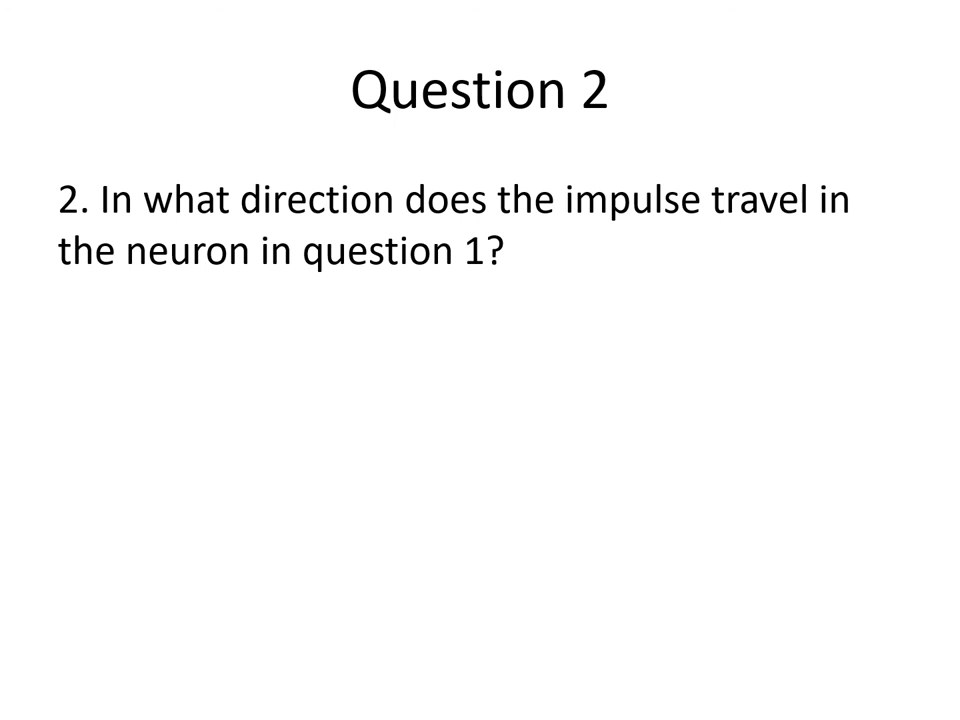 Question 2
2. In what direction does the impulse travel in
the neuron in question 1?